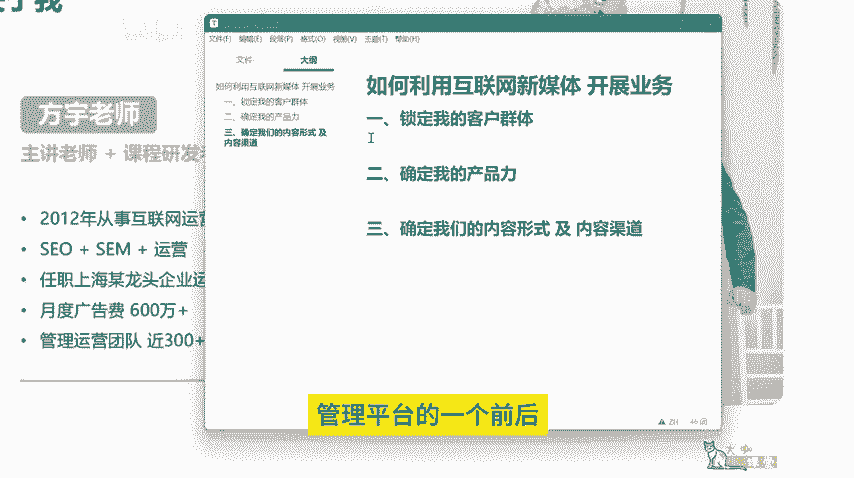 方宇老师
主讲老师 + 课程研发
• 2012年从事互联网运营
• SEO + SEM + 运营
• 任职上海某龙头企业运
• 月度广告费 600万+
• 管理运营团队 近300+
文件(F) 编辑(E) 段落(P) 格式(O) 视图(V) 主题(T) 帮助(H)
文件 大纲
如何利用互联网新媒体 开展业务
一、锁定我的客户群体
二、确定我的产品力
三、确定我们的内容形式 及
内容渠道
如何利用互联网新媒体 开展业务
一、锁定我的客户群体
二、确定我的产品力
三、确定我们的内容形式 及 内容渠道
管理平台的一个前后